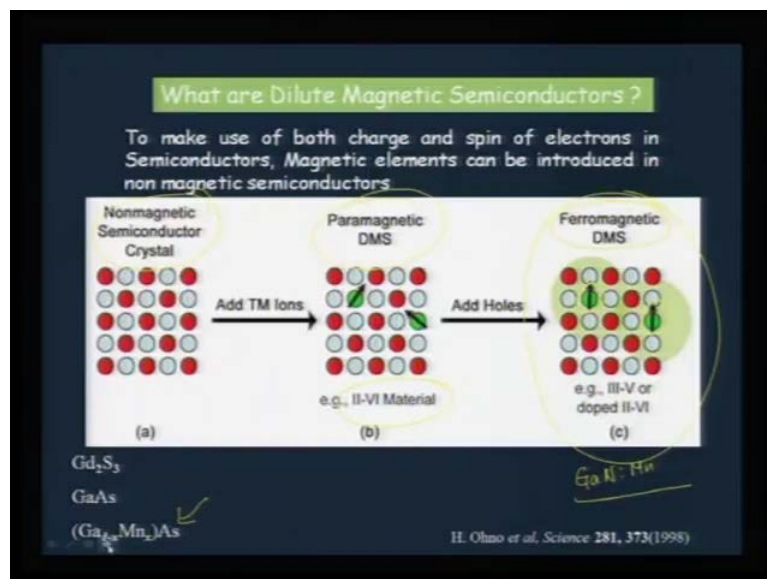 What are Dilute Magnetic Semiconductors ?
To make use of both charge and spin of electrons in
Semiconductors, Magnetic elements can be introduced in
non magnetic semiconductors
Nonmagnetic
Semiconductor
Crystal
Add TM Ions
Paramagnetic
DMS
Add Holes
Ferromagnetic
DMS
e.g., II-VI Material
e.g., III-V or
doped II-VI
(a)
(b)
(c)
Gd₂S₃
GaAs
(Ga₁₋ₓMnₓ)As
GaN:Mn
H. Ohno et al, Science 281, 373(1998)